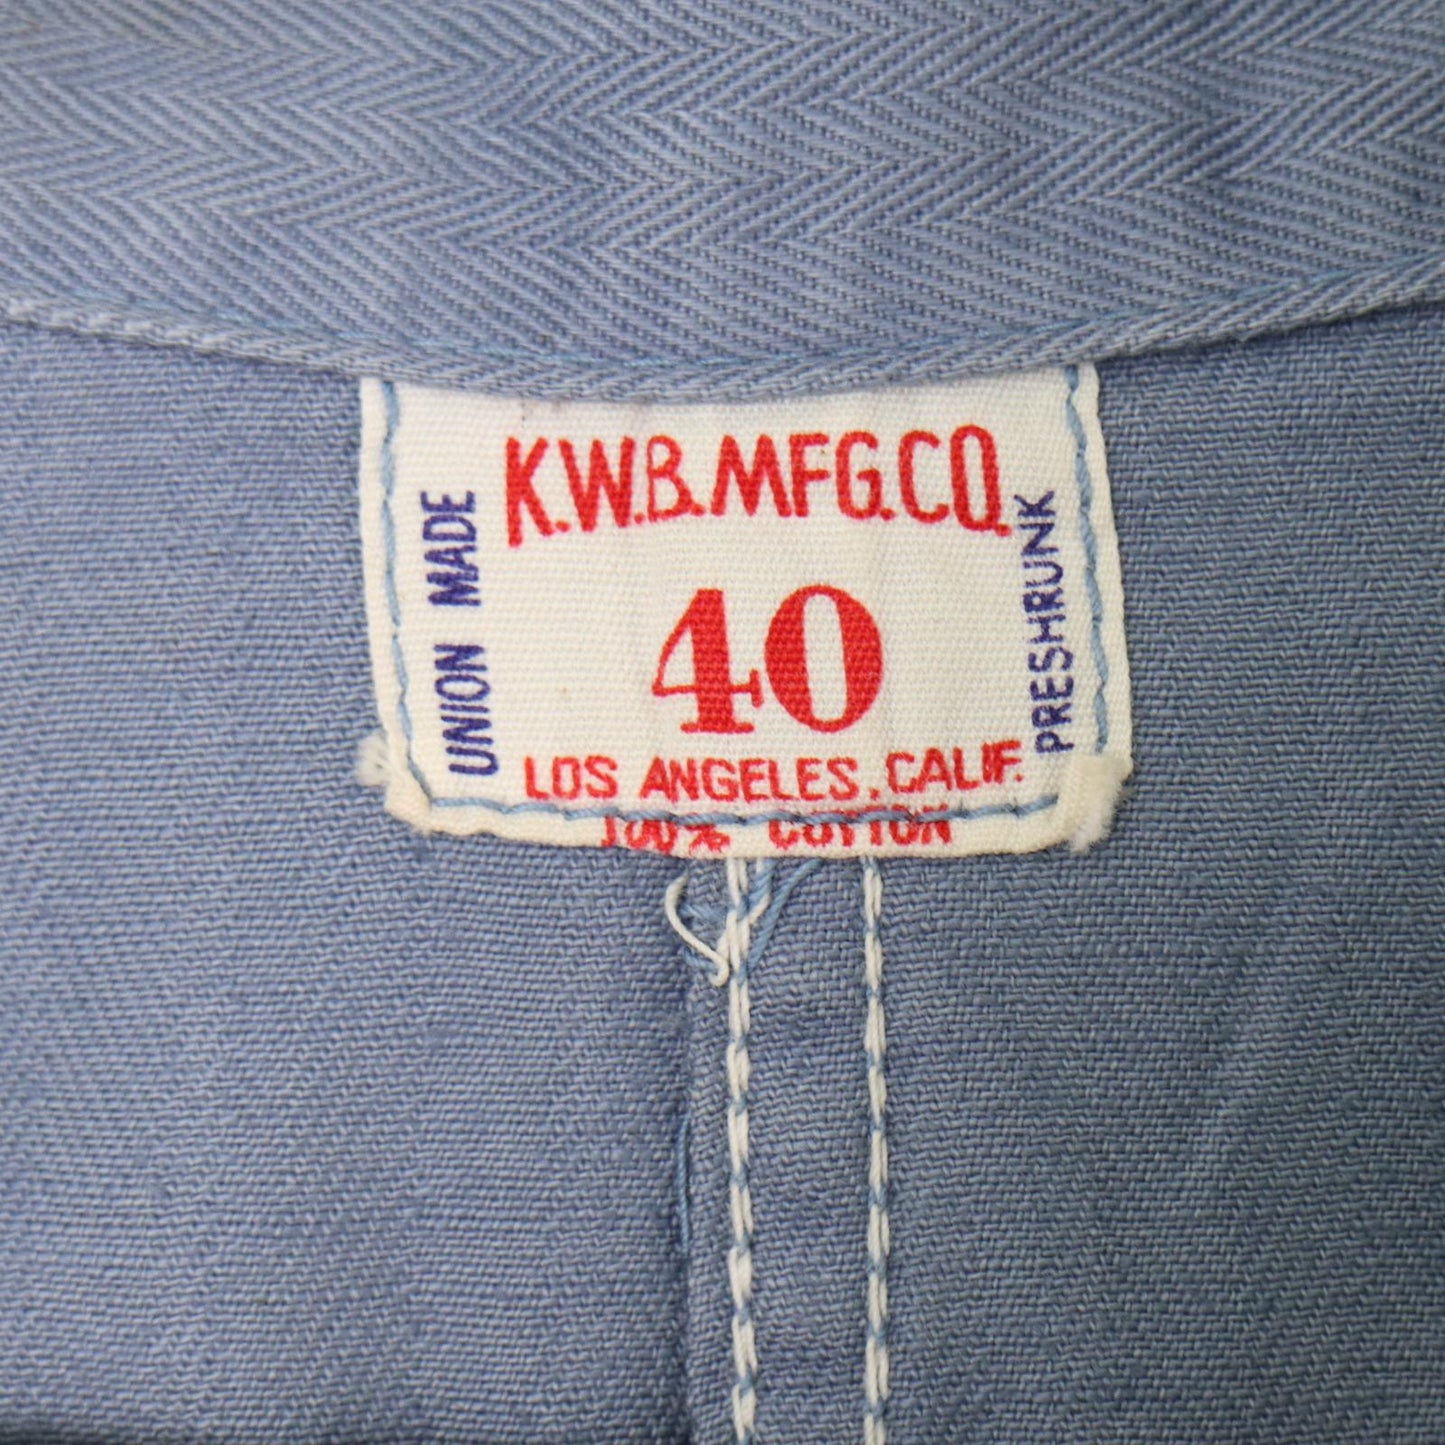 K.W.B.MFG.CO.
UNION MADE
40
PRESHRUNK
LOS ANGELES, CALIF.
100% COTTON